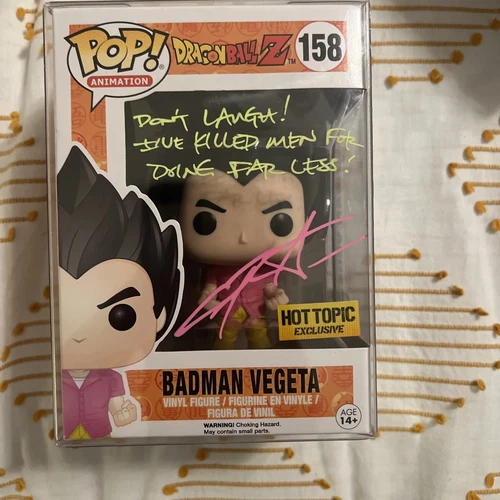 POP! DRAGONBALL Z™ 158
ANIMATION
DON'T LAUGH!
I'VE KILLED MEN FOR
DOING FAR LESS!
HOT TOPIC
EXCLUSIVE
BADMAN VEGETA
VINYL FIGURE / FIGURINE EN VINYLE /
FIGURA DE VINIL
WARNING! Choking Hazard.
May contain small parts.
AGE
14+